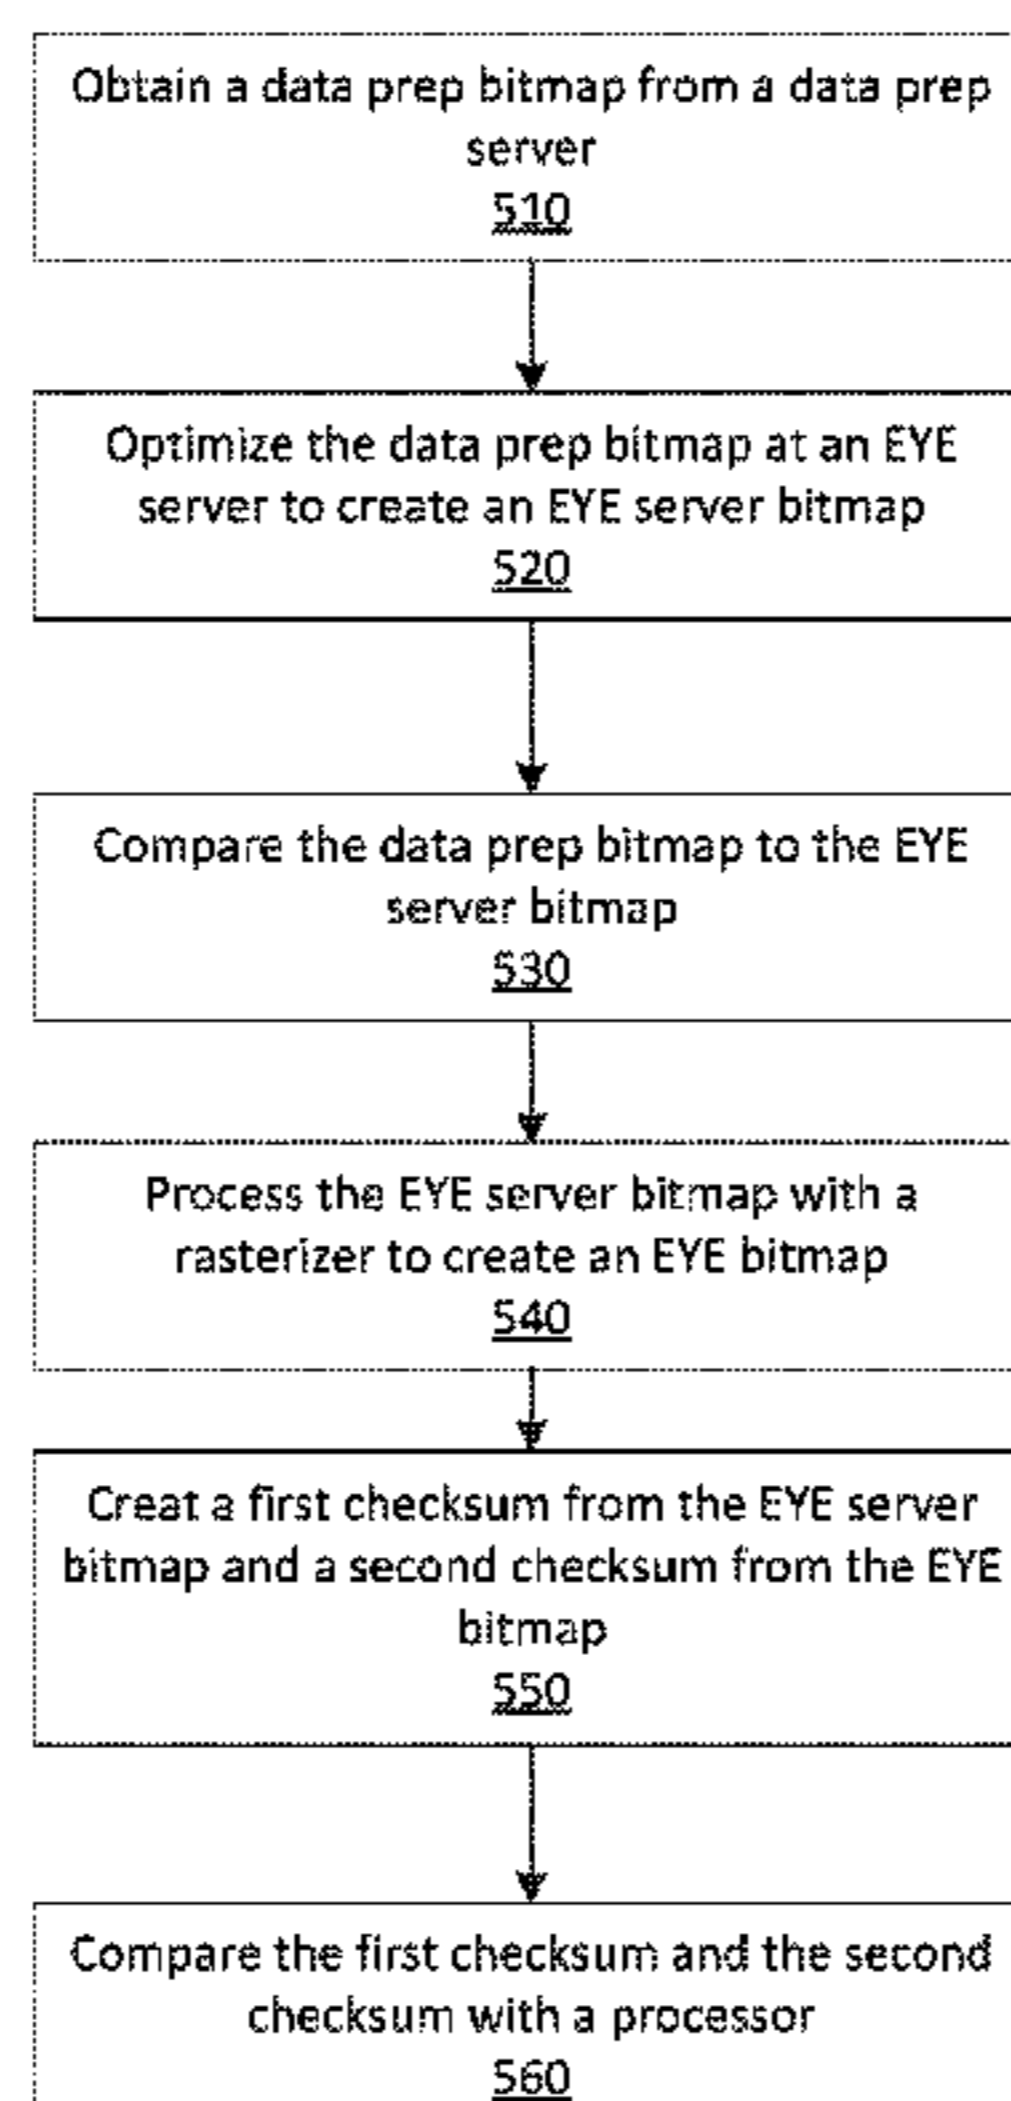 Obtain a data prep bitmap from a data prep
server
510
Optimize the data prep bitmap at an EYE
server to create an EYE server bitmap
520
Compare the data prep bitmap to the EYE
server bitmap
530
Process the EYE server bitmap with a
rasterizer to create an EYE bitmap
540
Creat a first checksum from the EYE server
bitmap and a second checksum from the EYE
bitmap
550
Compare the first checksum and the second
checksum with a processor
560